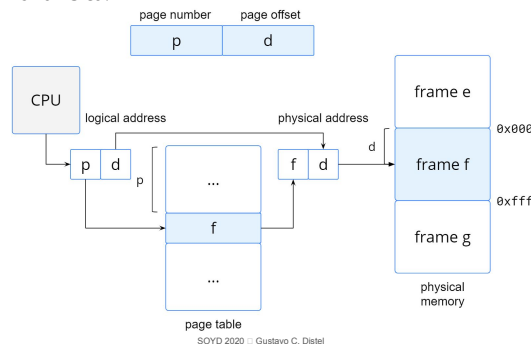 page number page offset
p d
CPU
logical address
physical address
p d
f d
p
...
f
...
page table
d
frame e
0x000
frame f
0xfff
frame g
physical
memory
SOYD 2020 Gustavo C. Distel